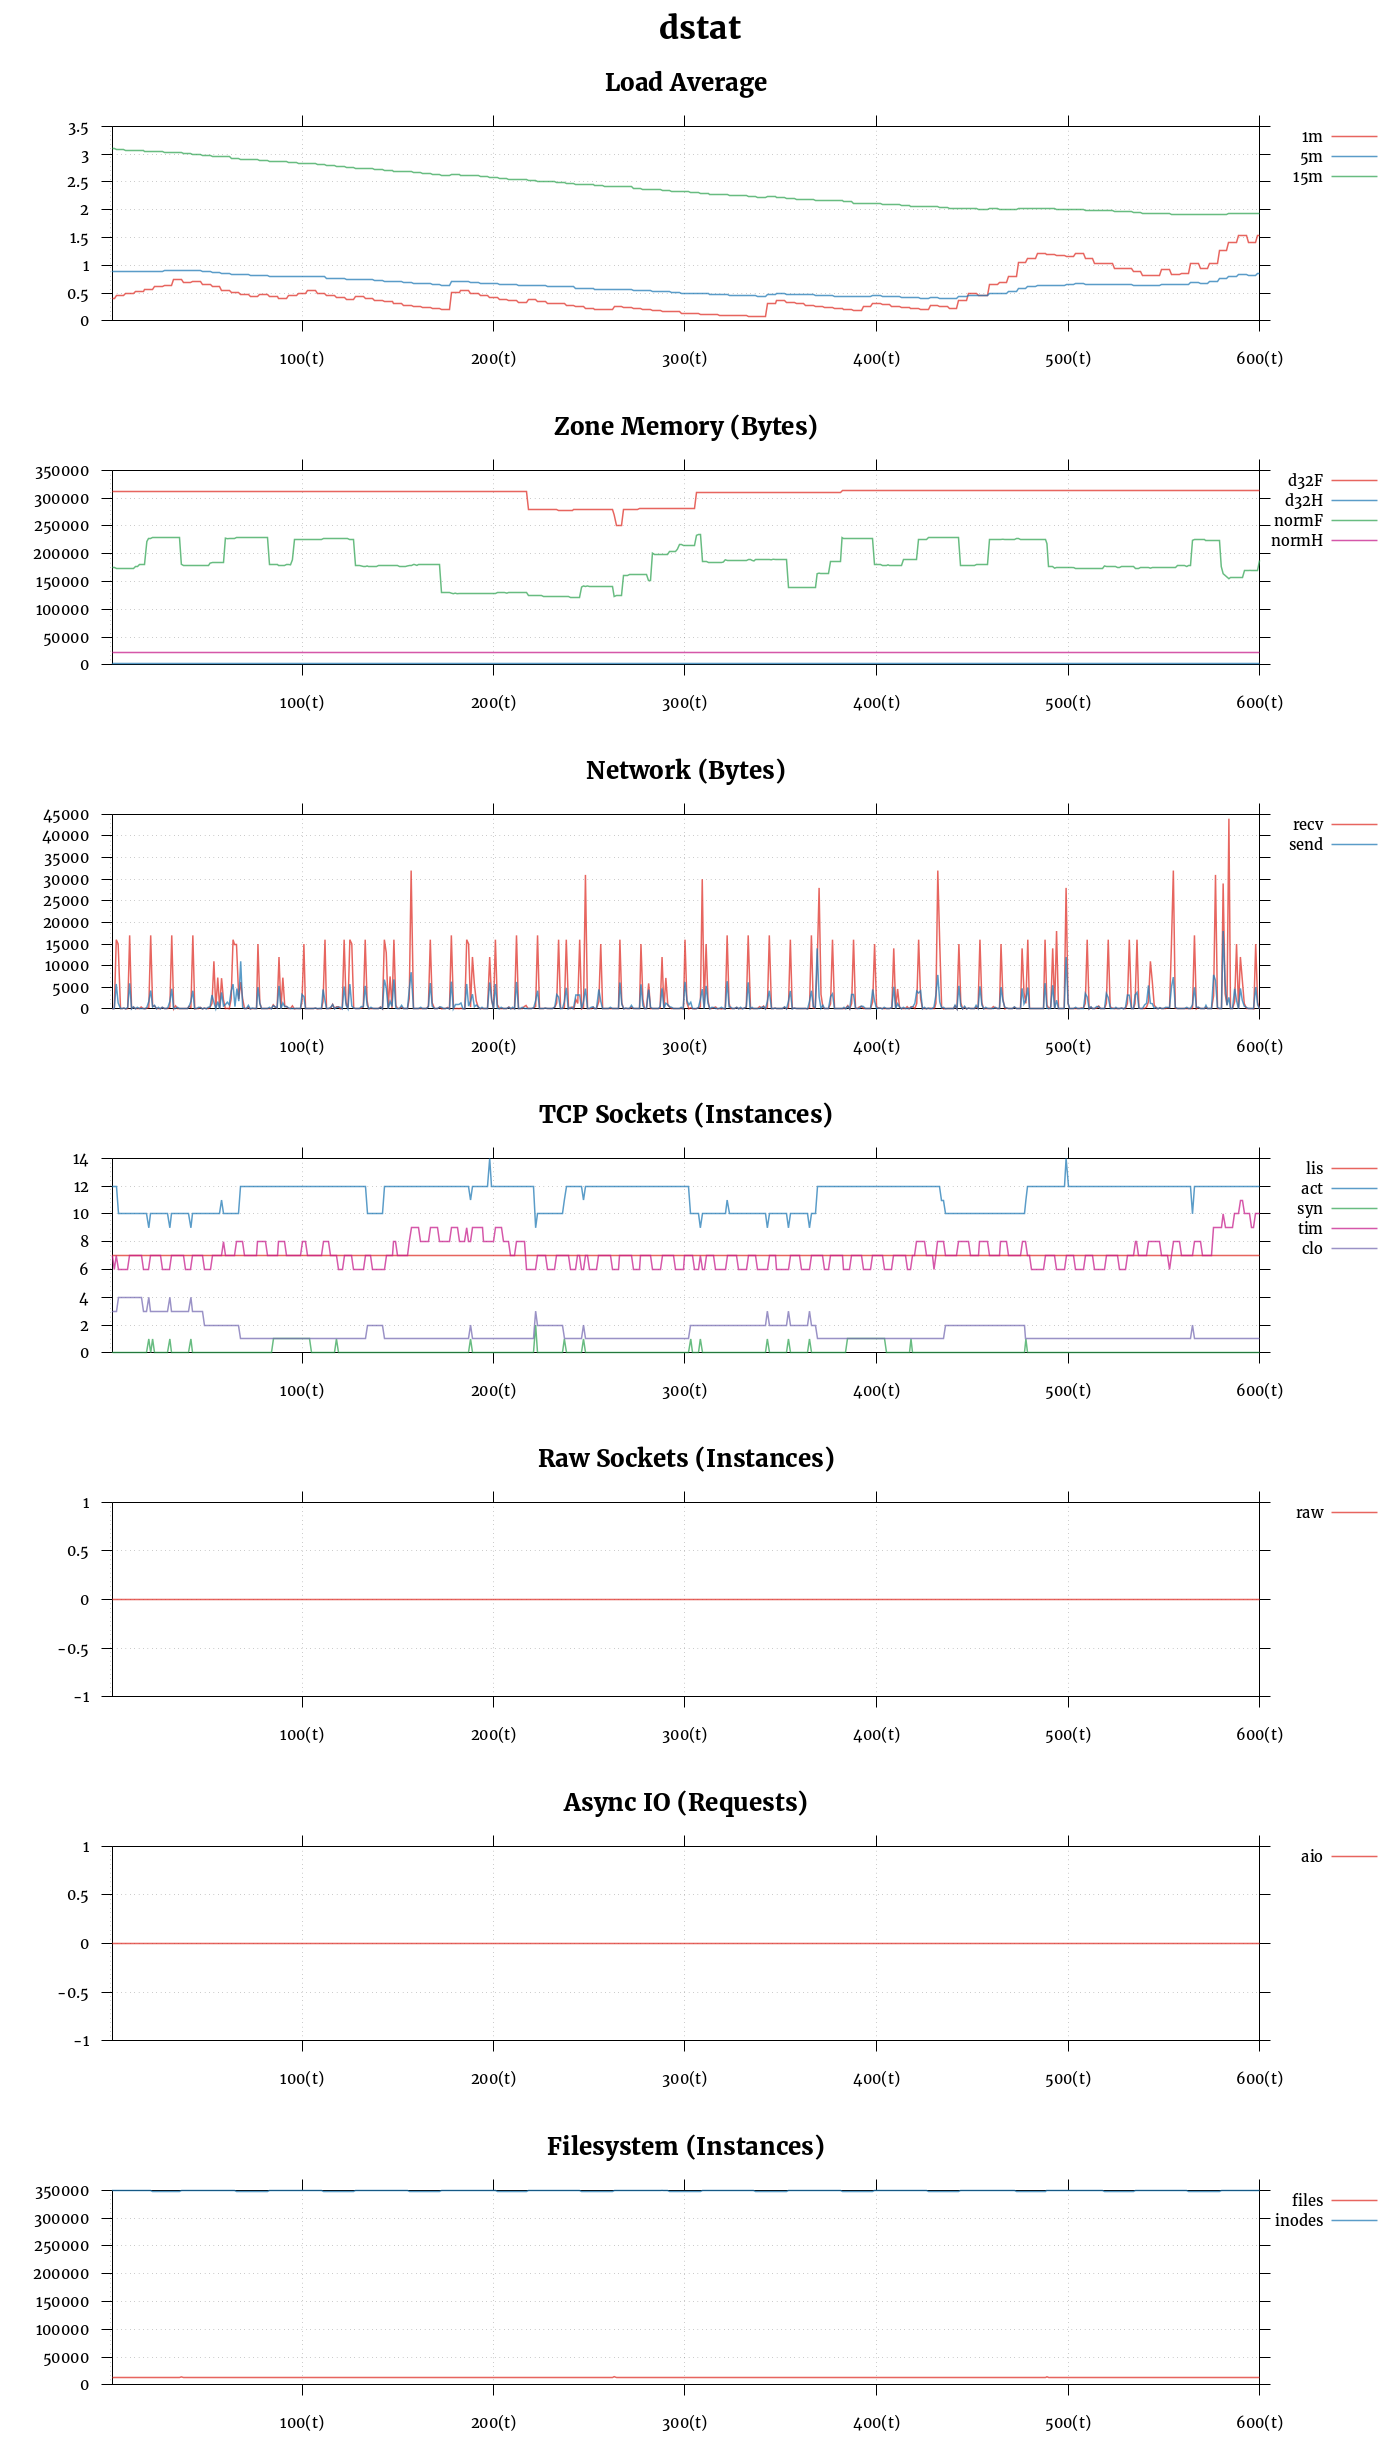 dstat
Load Average
3.5
3
2.5
2
1.5
1
0.5
0
1m
5m
15m
100(t) 200(t) 300(t) 400(t) 500(t) 600(t)
Zone Memory (Bytes)
350000
300000
250000
200000
150000
100000
50000
0
d32F
d32H
normF
normH
100(t) 200(t) 300(t) 400(t) 500(t) 600(t)
Network (Bytes)
45000
40000
35000
30000
25000
20000
15000
10000
5000
0
recv
send
100(t) 200(t) 300(t) 400(t) 500(t) 600(t)
TCP Sockets (Instances)
14
12
10
8
6
4
2
0
lis
act
syn
tim
clo
100(t) 200(t) 300(t) 400(t) 500(t) 600(t)
Raw Sockets (Instances)
1
0.5
0
-0.5
-1
raw
100(t) 200(t) 300(t) 400(t) 500(t) 600(t)
Async IO (Requests)
1
0.5
0
-0.5
-1
aio
100(t) 200(t) 300(t) 400(t) 500(t) 600(t)
Filesystem (Instances)
350000
300000
250000
200000
150000
100000
50000
0
files
inodes
100(t) 200(t) 300(t) 400(t) 500(t) 600(t)